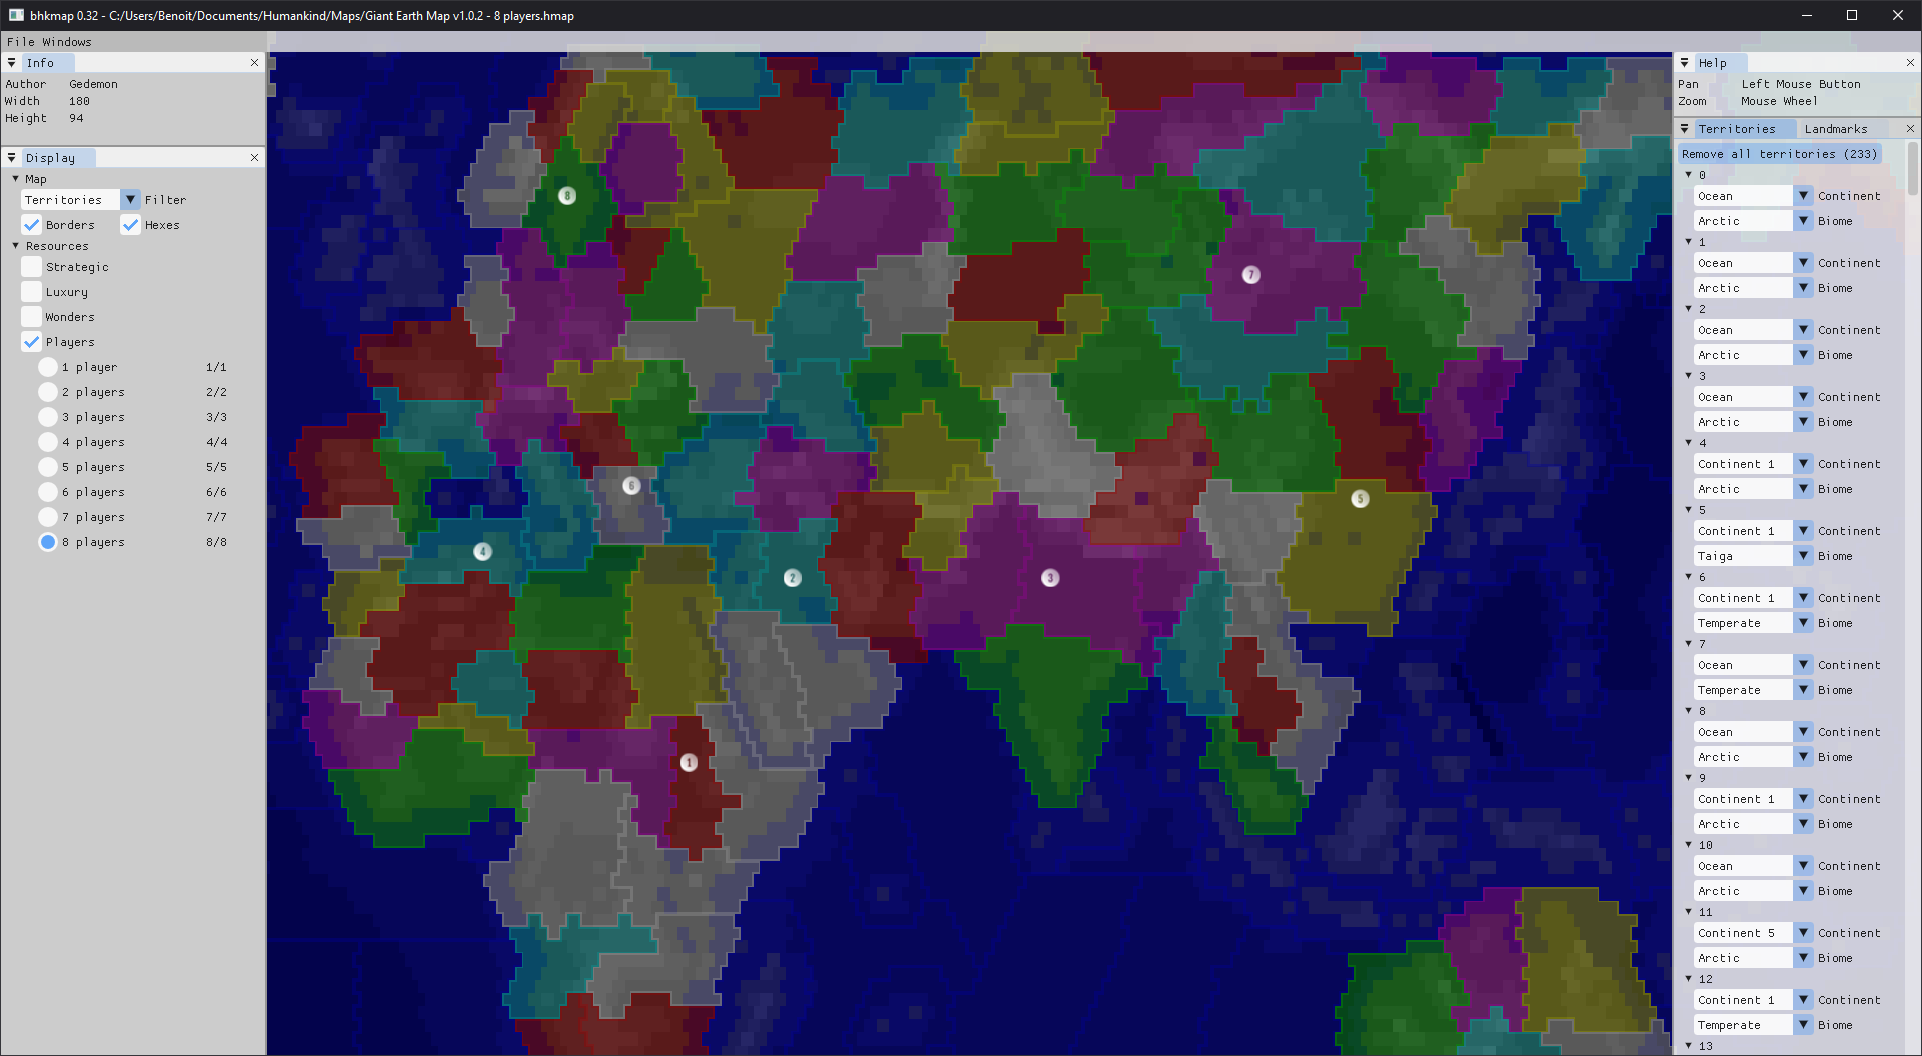 bhkmap 0.32 - C:/Users/Benoit/Documents/Humankind/Maps/Giant Earth Map v1.0.2 - 8 players.hmap
File Windows
Info
Author Gedemon
Width 180
Height 94
Display
Map
Territories Filter
Borders Hexes
Resources
Strategic
Luxury
Wonders
Players
1 player 1/1
2 players 2/2
3 players 3/3
4 players 4/4
5 players 5/5
6 players 6/6
7 players 7/7
8 players 8/8
8
7
6
5
4
2
3
1
Help
Pan Left Mouse Button
Zoom Mouse Wheel
Territories Landmarks
Remove all territories (233)
0
Ocean Continent
Arctic Biome
1
Ocean Continent
Arctic Biome
2
Ocean Continent
Arctic Biome
3
Ocean Continent
Arctic Biome
4
Continent 1 Continent
Arctic Biome
5
Continent 1 Continent
Taiga Biome
6
Continent 1 Continent
Temperate Biome
7
Ocean Continent
Temperate Biome
8
Ocean Continent
Arctic Biome
9
Continent 1 Continent
Arctic Biome
10
Ocean Continent
Arctic Biome
11
Continent 5 Continent
Arctic Biome
12
Continent 1 Continent
Temperate Biome
13